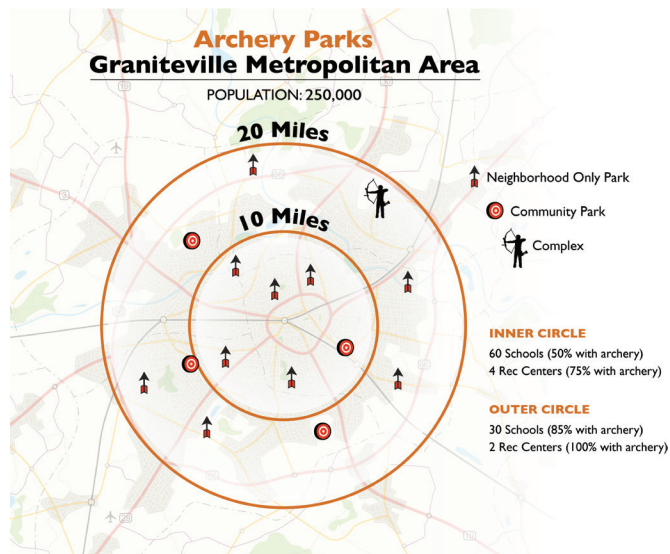 Archery Parks
Graniteville Metropolitan Area
POPULATION: 250,000
20 Miles
10 Miles
Neighborhood Only Park
Community Park
Complex
INNER CIRCLE
60 Schools (50% with archery)
4 Rec Centers (75% with archery)
OUTER CIRCLE
30 Schools (85% with archery)
2 Rec Centers (100% with archery)